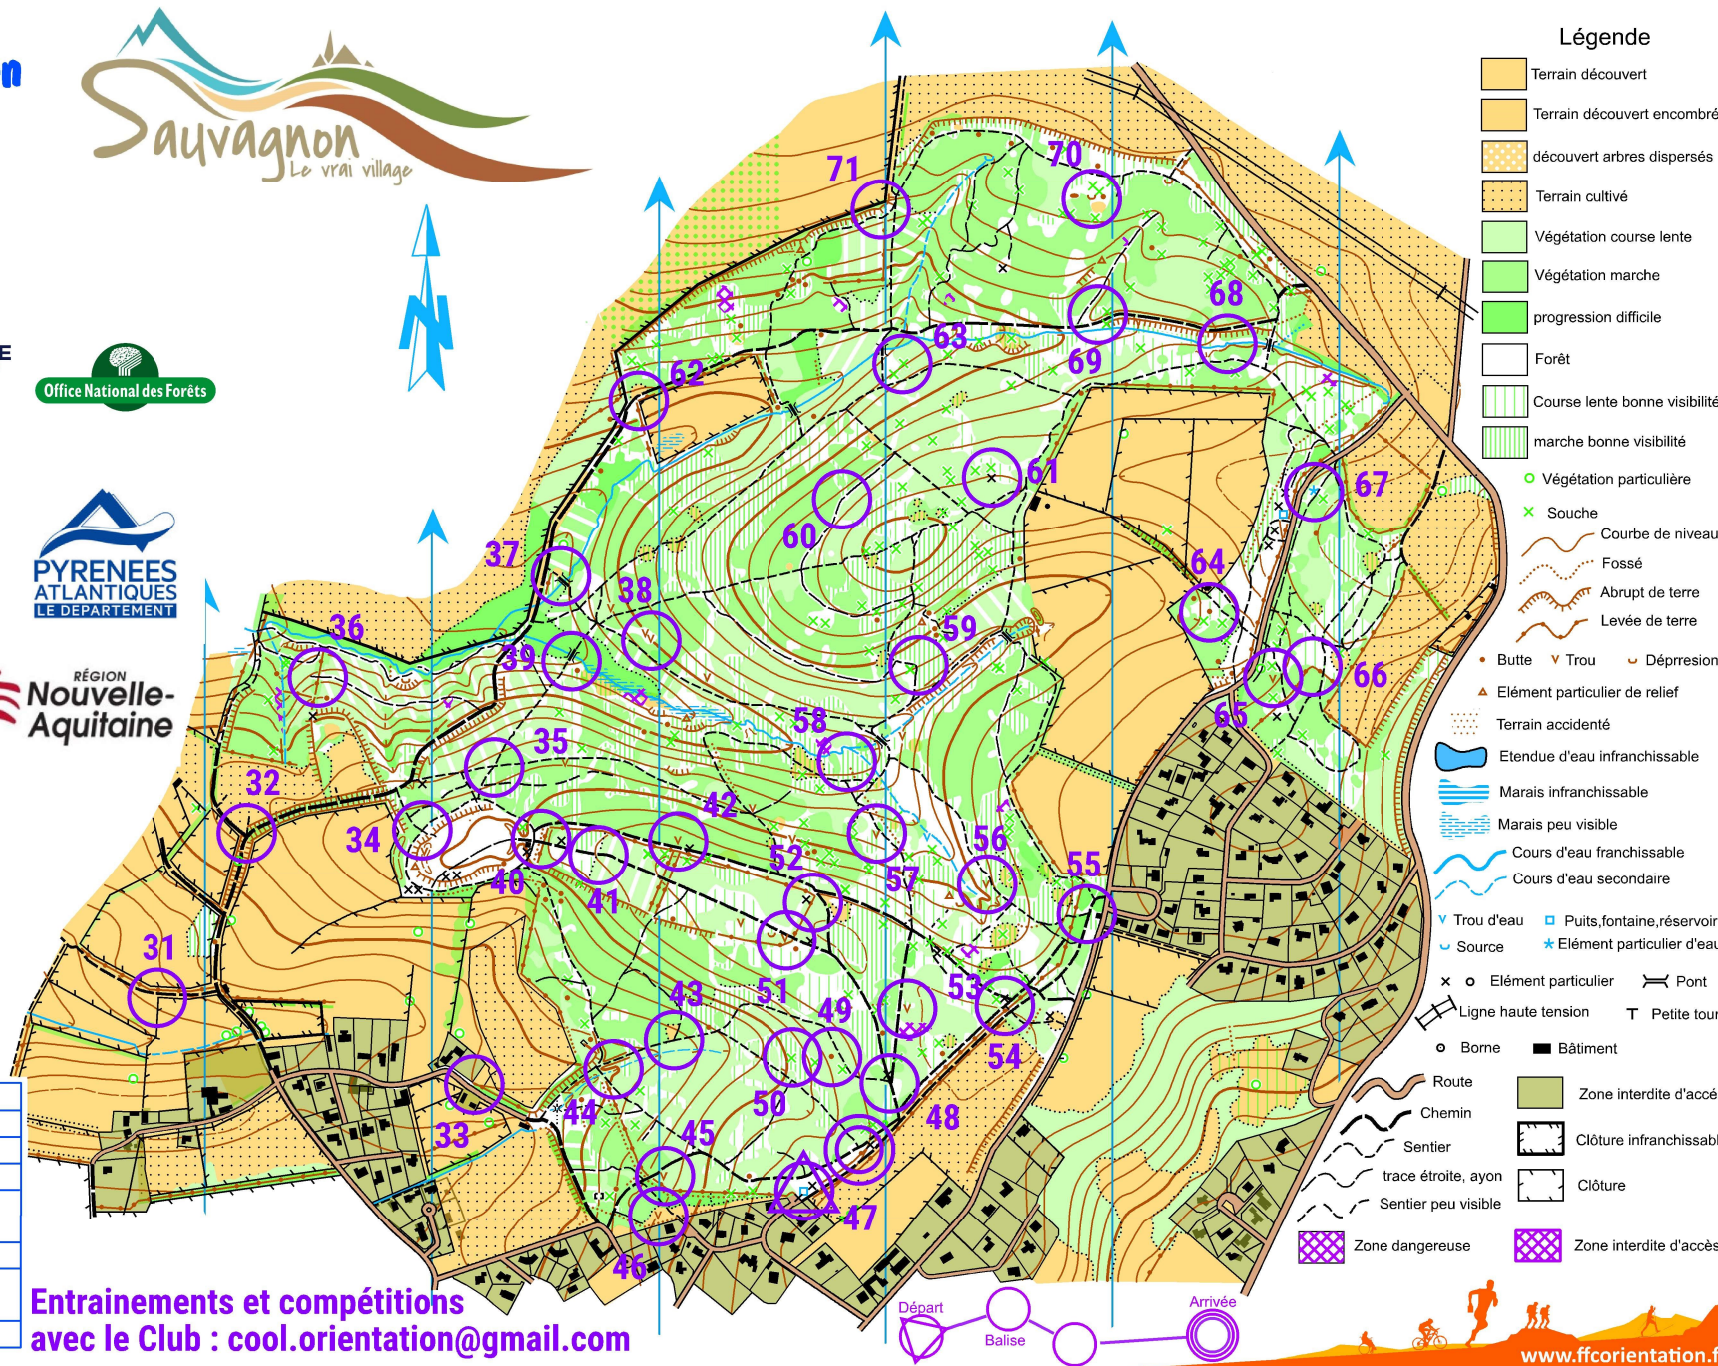 n
Sauvagnon
Le vrai village
N
E
Office National des Forêts
PYRENEES
ATLANTIQUES
LE DEPARTEMENT
RÉGION
Nouvelle-
Aquitaine
71
70
68
63
69
62
61
67
60
37
64
38
36
59
39
66
65
58
35
32
42
34
56
52
55
57
40
41
31
43
51
49
53
54
50
44
33
48
45
47
46
Légende
Terrain découvert
Terrain découvert encombré
découvert arbres dispersés
Terrain cultivé
Végétation course lente
Végétation marche
progression difficile
Forêt
Course lente bonne visibilité
marche bonne visibilité
Végétation particulière
Souche
Courbe de niveau
Fossé
Abrupt de terre
Levée de terre
Butte Trou Déprresion
Elément particulier de relief
Terrain accidenté
Etendue d'eau infranchissable
Marais infranchissable
Marais peu visible
Cours d'eau franchissable
Cours d'eau secondaire
Trou d'eau Puits,fontaine,réservoir
Source Elément particulier d'eau
Elément particulier Pont
Ligne haute tension Petite tour
Borne Bâtiment
Route Zone interdite d'accé
Chemin
Sentier Clôture infranchissabl
trace étroite, ayon Clôture
Sentier peu visible
Zone dangereuse Zone interdite d'accès
Entrainements et compétitions
avec le Club : cool.orientation@gmail.com
Départ
Balise
Arrivée
www.ffcorientation.f